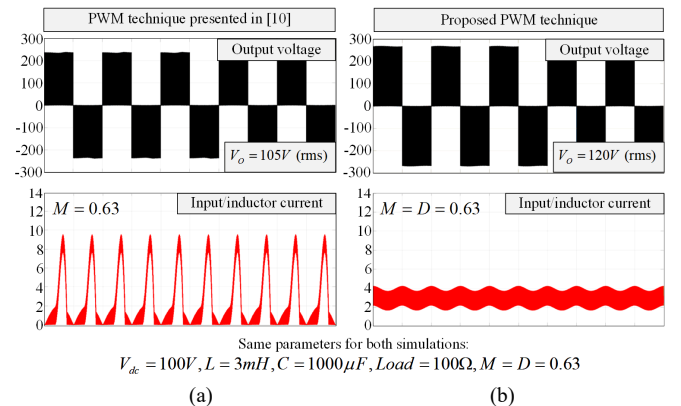 PWM technique presented in [10]
Output voltage
300
200
100
0
-100
-200
-300
V_O = 105V (rms)
14
12
10
8
6
4
2
0
M = 0.63
Input/inductor current
Proposed PWM technique
Output voltage
300
200
100
0
-100
-200
-300
V_O = 120V (rms)
14
12
10
8
6
4
2
0
M = D = 0.63
Input/inductor current
Same parameters for both simulations:
V_dc = 100V, L = 3mH, C = 1000μF, Load = 100Ω, M = D = 0.63
(a)
(b)